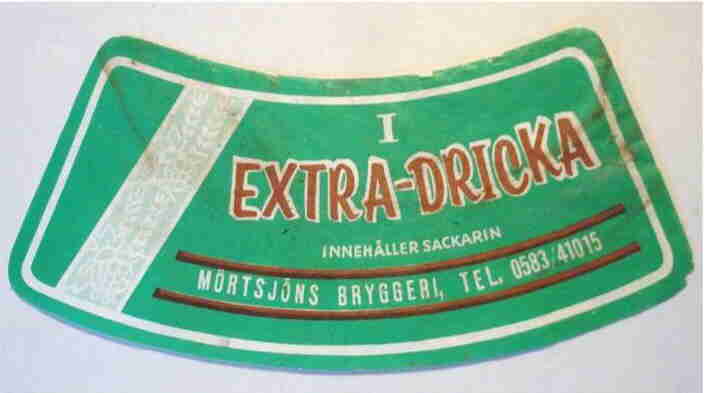 I
EXTRA-DRICKA
INNEHÅLLER SACKARIN
MÖRTSJÖNS BRYGGERI, TEL. 0583/41015